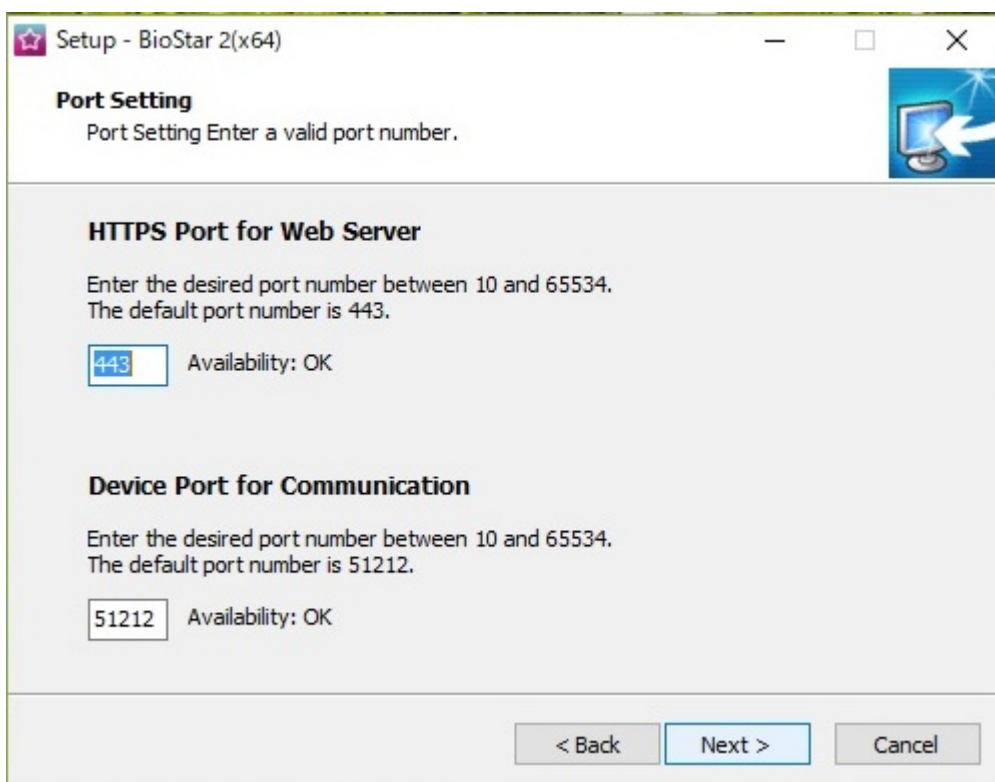 Setup - BioStar 2(x64)
Port Setting
Port Setting Enter a valid port number.
HTTPS Port for Web Server
Enter the desired port number between 10 and 65534.
The default port number is 443.
443 Availability: OK
Device Port for Communication
Enter the desired port number between 10 and 65534.
The default port number is 51212.
51212 Availability: OK
< Back Next > Cancel